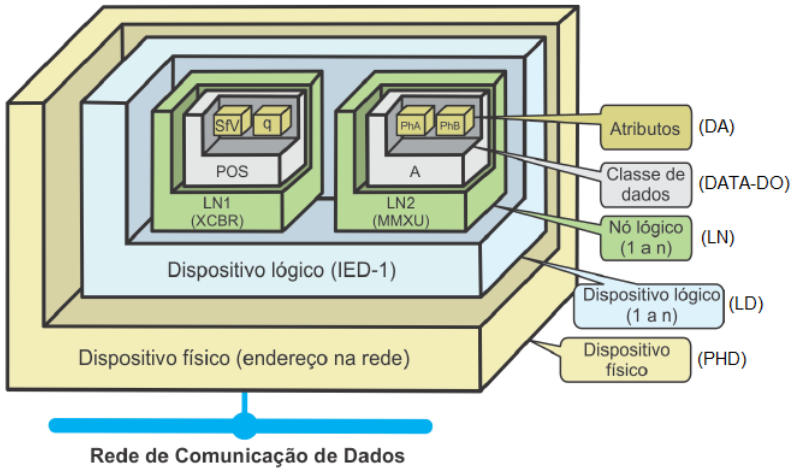 SfV
q
POS
LN1
(XCBR)
PhA
PhB
A
LN2
(MMXU)
Dispositivo lógico (IED-1)
Dispositivo físico (endereço na rede)
Rede de Comunicação de Dados
Atributos
(DA)
Classe de
dados
(DATA-DO)
Nó lógico
(1 a n)
(LN)
Dispositivo lógico
(1 a n)
(LD)
Dispositivo
físico
(PHD)